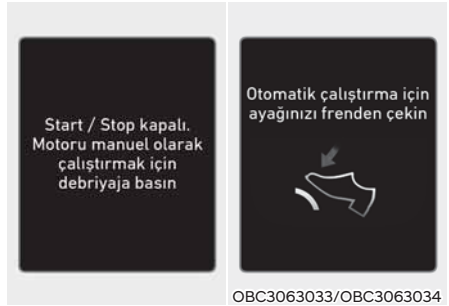 Start / Stop kapalı.
Motoru manuel olarak
çalıştırmak için
debriyaja basın
Otomatik çalıştırma için
ayağınızı frenden çekin
OBC3063033/OBC3063034